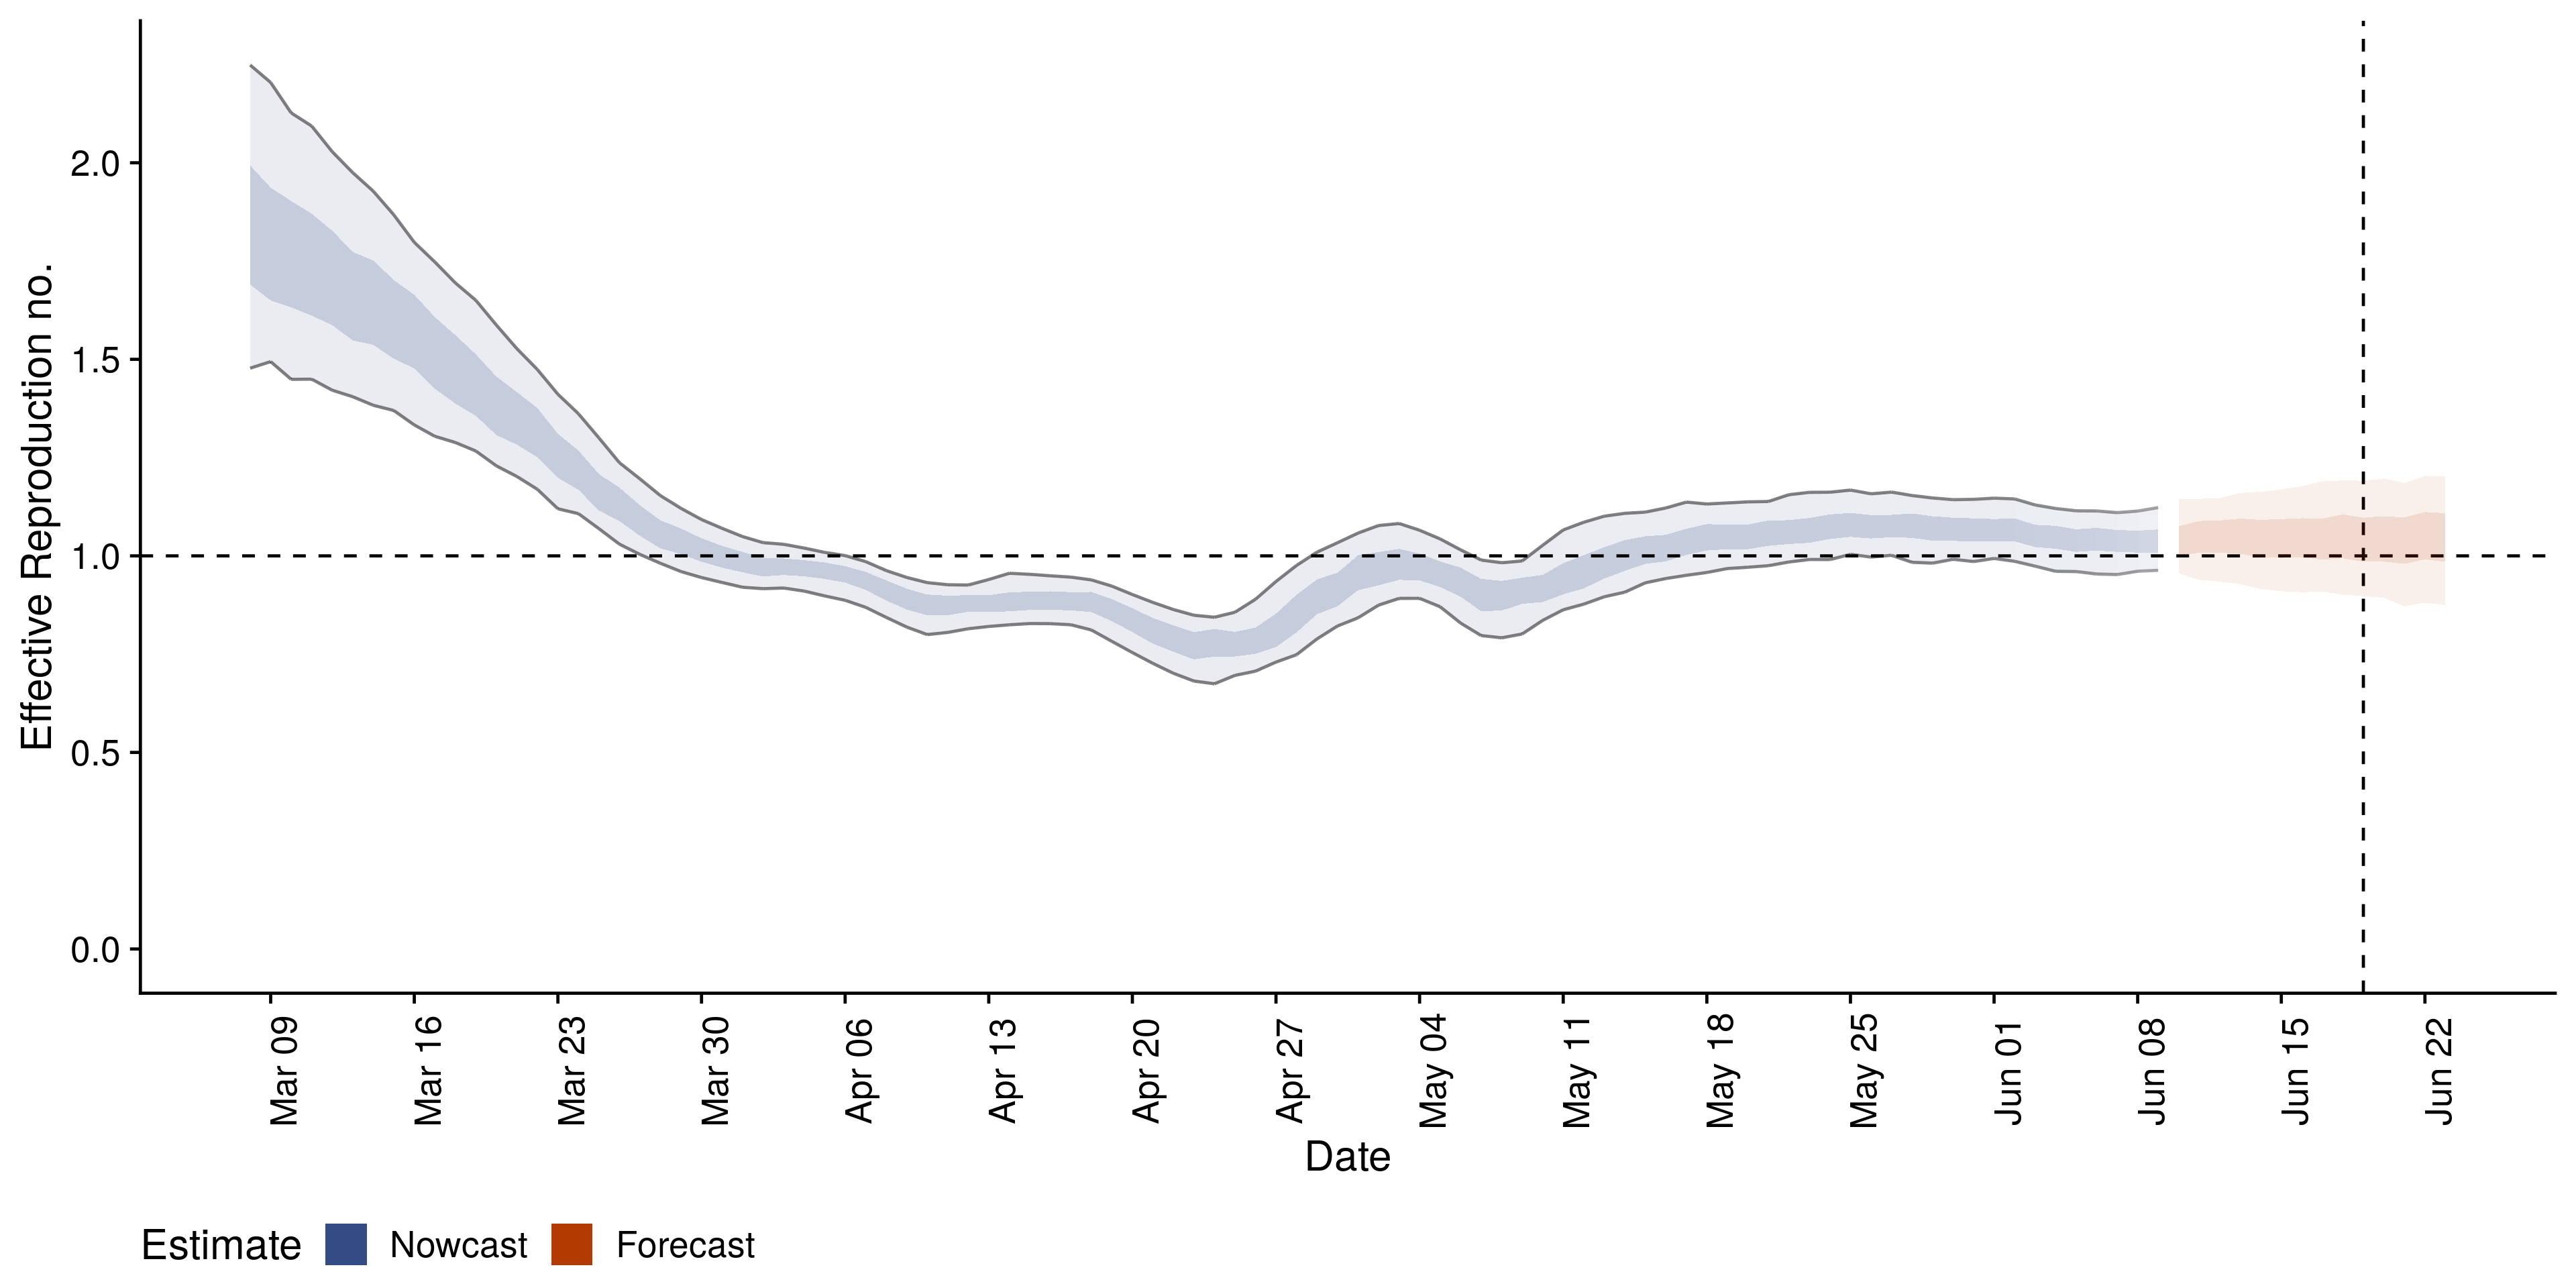 Effective Reproduction no.
2.0
1.5
1.0
0.5
0.0
Mar 09
Mar 16
Mar 23
Mar 30
Apr 06
Apr 13
Apr 20
Apr 27
May 04
May 11
May 18
May 25
Jun 01
Jun 08
Jun 15
Jun 22
Date
Estimate Nowcast Forecast